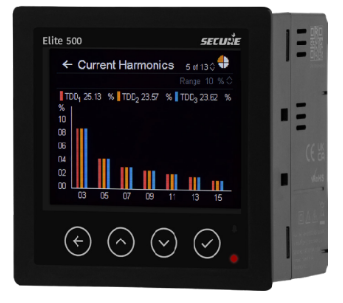 Elite 500
SECURE
← Current Harmonics 5 of 13
Range 10 %
TDD₁ 25.13 % TDD₂ 23.57 % TDD₃ 23.62 %
%
10
08
06
04
02
00
03 05 07 09 11 13 15
CE